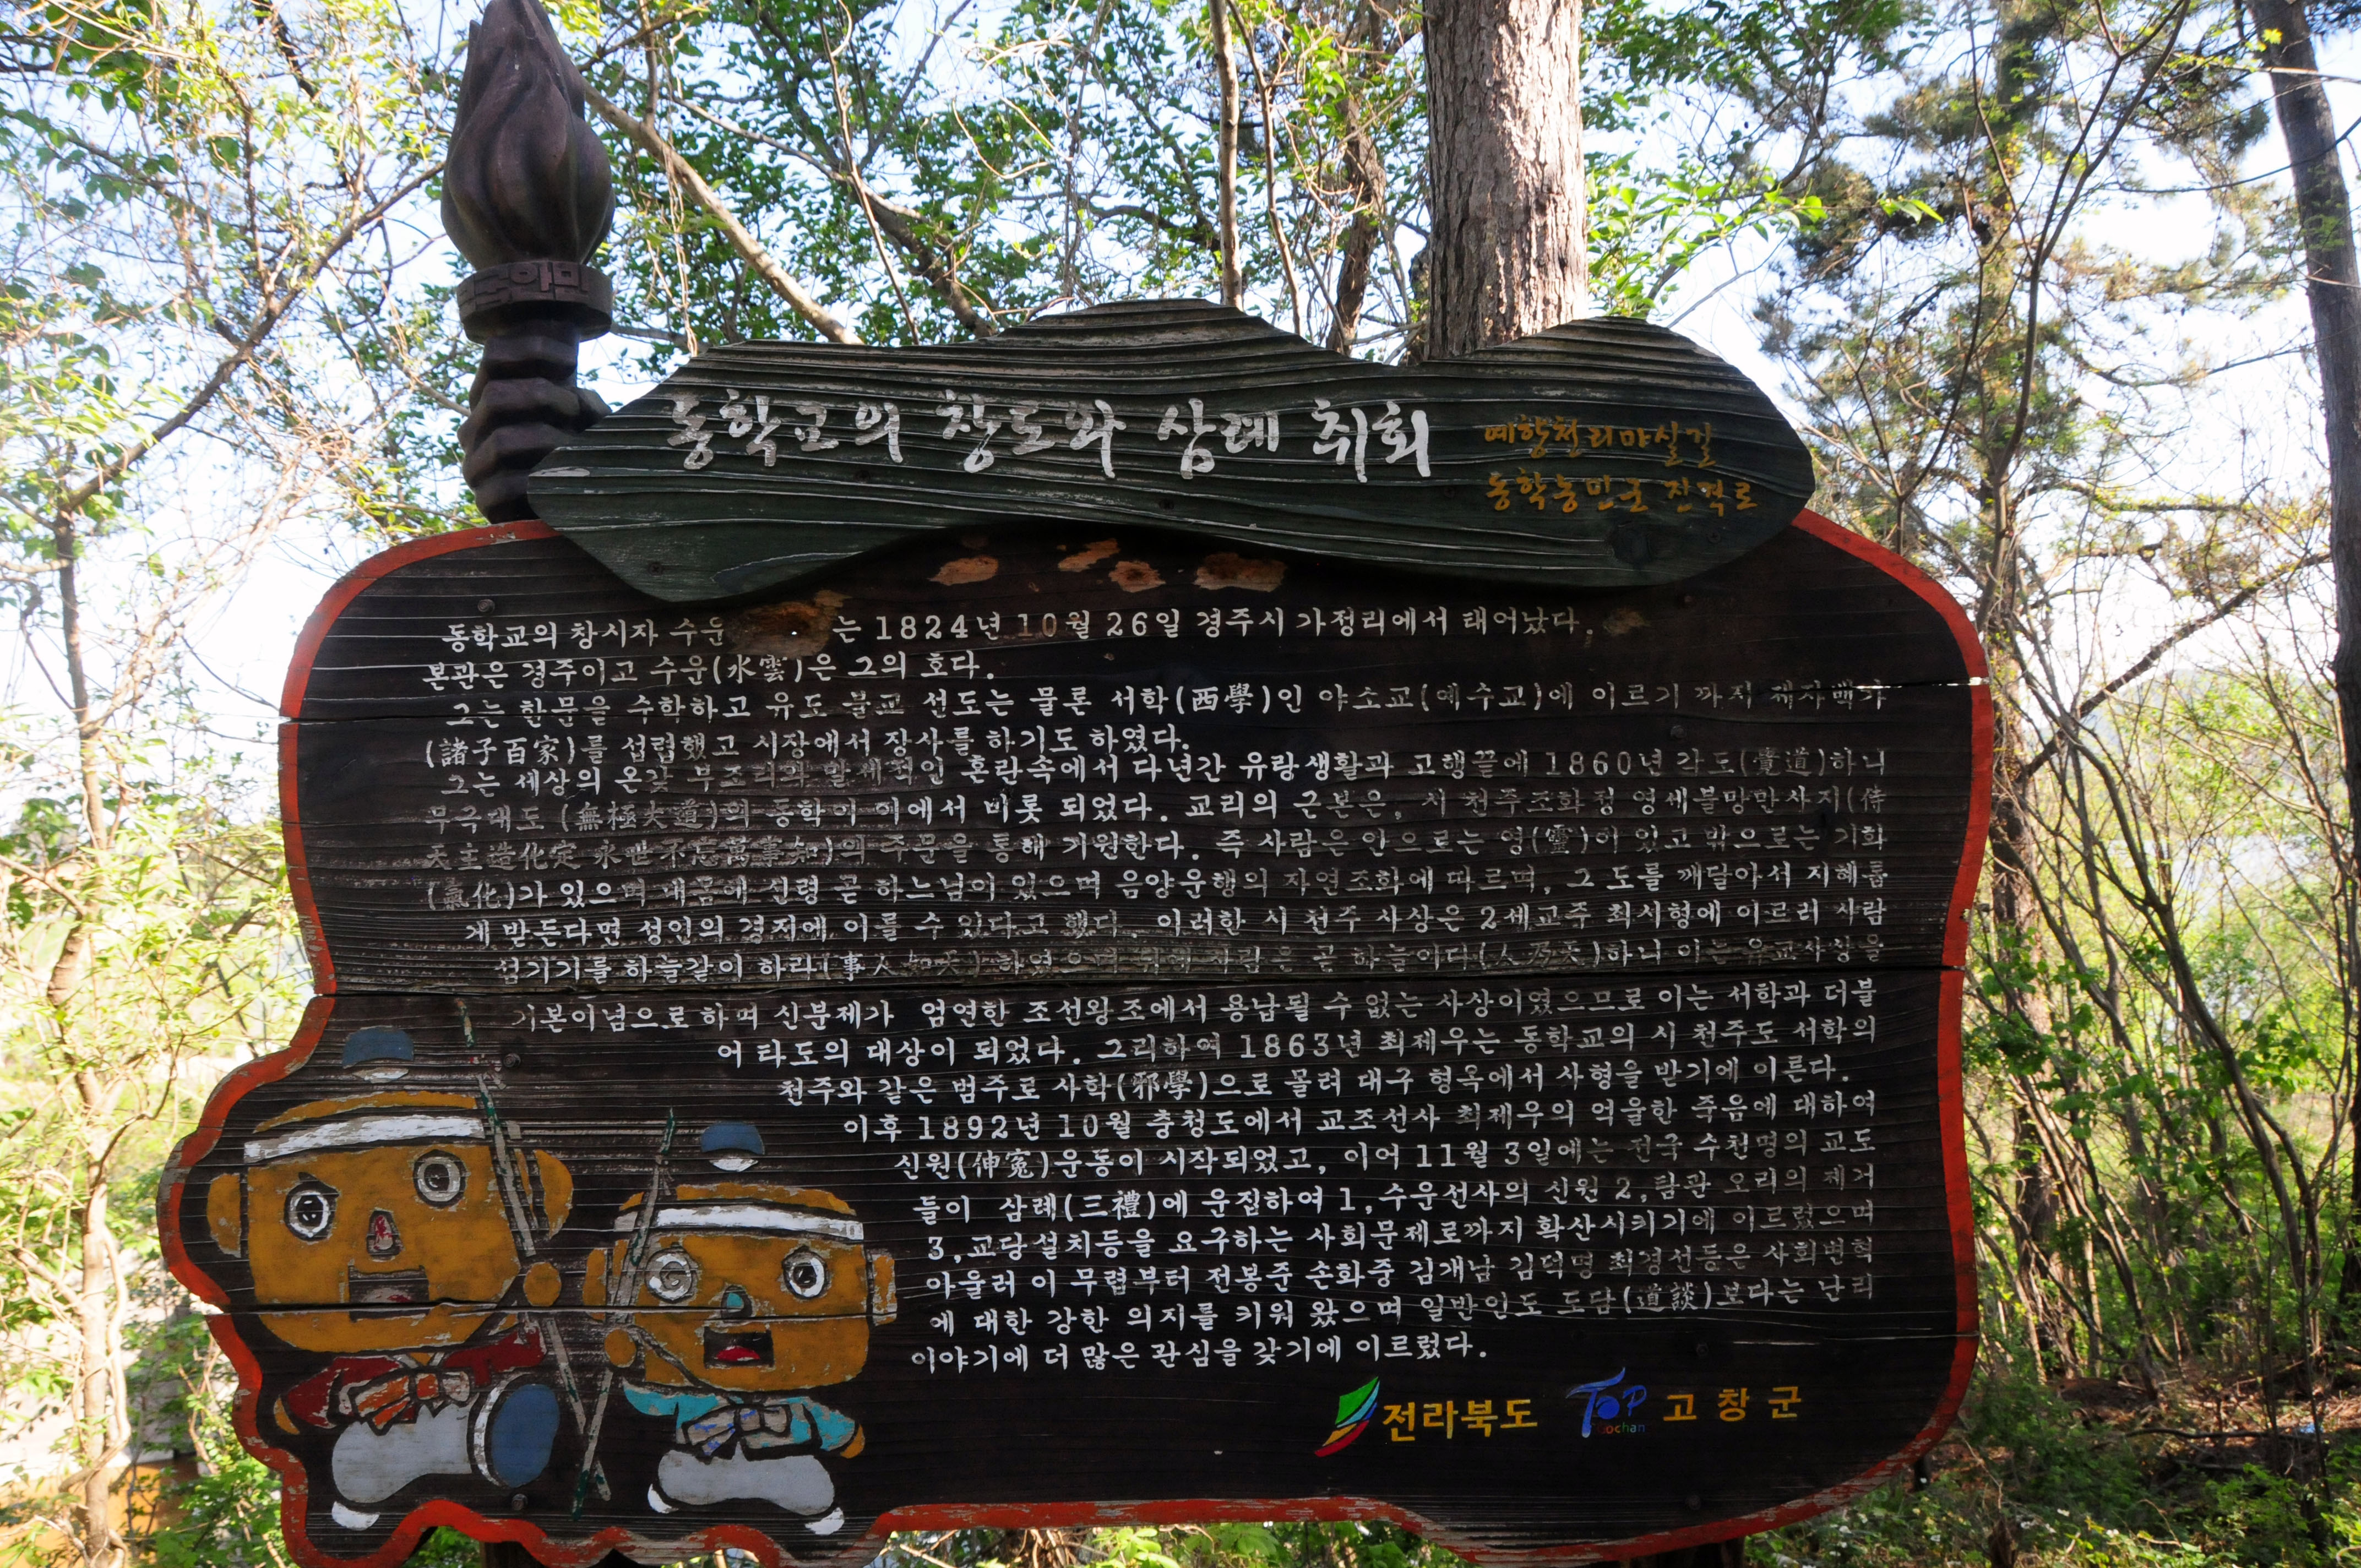 동학교의 창도와 삼례 취회
예향천리마실길
동학농민군 진격로
동학교의 창시자 수운 는 1824년 10월 26일 경주시 가정리에서 태어났다.
본관은 경주이고 수운(水雲)은 그의 호다.
그는 한문을 수학하고 유도 불교 선도는 물론 서학(西學)인 야소교(예수교)에 이르기 까지 제자백가
(諸子百家)를 섭렵했고 시장에서 장사를 하기도 하였다.
그는 세상의 온갖 부조리와 말세적인 혼란속에서 다년간 유랑생활과 고행끝에 1860년 각도(覺道)하니
무극대도 (無極大道)의 동학이 이에서 비롯 되었다. 교리의 근본은, 시 천주조화정 영세불망만사지(侍
天主造化定 永世不忘萬事知)의 주문을 통해 기원한다. 즉 사람은 안으로는 영(靈)이 있고 밖으로는 기화
(氣化)가 있으며 내몸에 신령 곧 하느님이 있으며 음양운행의 자연조화에 따르며, 그 도를 깨달아서 지혜롭
게 받든다면 성인의 경지에 이를 수 있다고 했다. 이러한 시 천주 사상은 2세교주 최시형에 이르러 사람
섬기기를 하늘같이 하라(事人如天) 하였으며 사람은 곧 하늘이다(人乃天)하니 이는유교사상을
기본이념으로 하며 신분제가 엄연한 조선왕조에서 용납될 수 없는 사상이였으므로 이는 서학과 더불
어 타도의 대상이 되었다. 그리하여 1863년 최제우는 동학교의 시 천주도 서학의
천주와 같은 범주로 사학(邪學)으로 몰려 대구 형옥에서 사형을 받기에 이른다.
이후 1892년 10월 충청도에서 교조선사 최제우의 억울한 죽음에 대하여
신원(伸寃)운동이 시작되었고, 이어 11월 3일에는 전국 수천명의 교도
들이 삼례(三禮)에 운집하여 1,수운선사의 신원 2,탐관 오리의 제거
3,교당설치등을 요구하는 사회문제로까지 확산시키기에 이르렀으며
아울러 이 무렵부터 전봉준 손화중 김개남 김덕명 최경선등은 사회변혁
에 대한 강한 의지를 키워 왔으며 일반인도 도담(道談)보다는 난리
이야기에 더 많은 관심을 갖기에 이르렀다.
전라북도 TOP Gochan 고창군